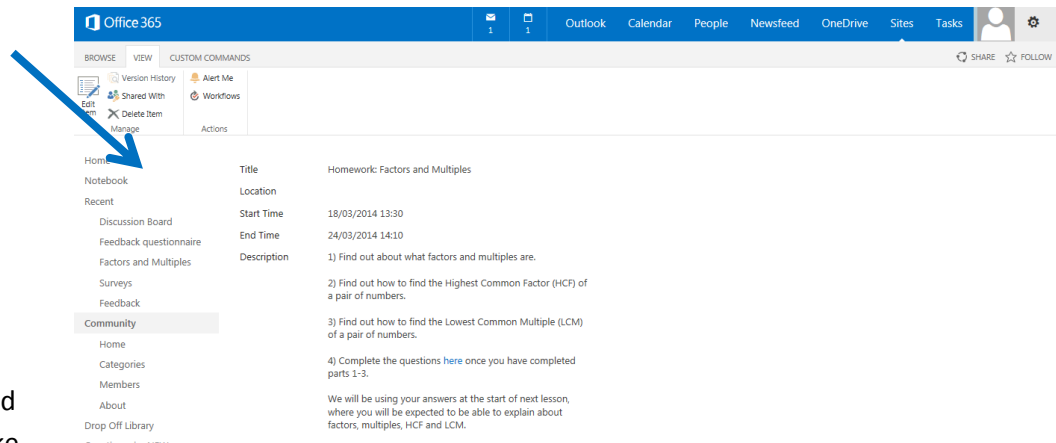 Office 365
1
1
Outlook
Calendar
People
Newsfeed
OneDrive
Sites
Tasks
BROWSE
VIEW
CUSTOM COMMANDS
SHARE
FOLLOW
Version History
Alert Me
Shared With
Workflows
Edit
Delete Item
Manage
Actions
Home
Notebook
Recent
Discussion Board
Feedback questionnaire
Factors and Multiples
Surveys
Feedback
Community
Home
Categories
Members
About
Drop Off Library
Title
Homework: Factors and Multiples
Location
Start Time
18/03/2014 13:30
End Time
24/03/2014 14:10
Description
1) Find out about what factors and multiples are.
2) Find out how to find the Highest Common Factor (HCF) of
a pair of numbers.
3) Find out how to find the Lowest Common Multiple (LCM)
of a pair of numbers.
4) Complete the questions here once you have completed
parts 1-3.
We will be using your answers at the start of next lesson,
where you will be expected to be able to explain about
factors, multiples, HCF and LCM.